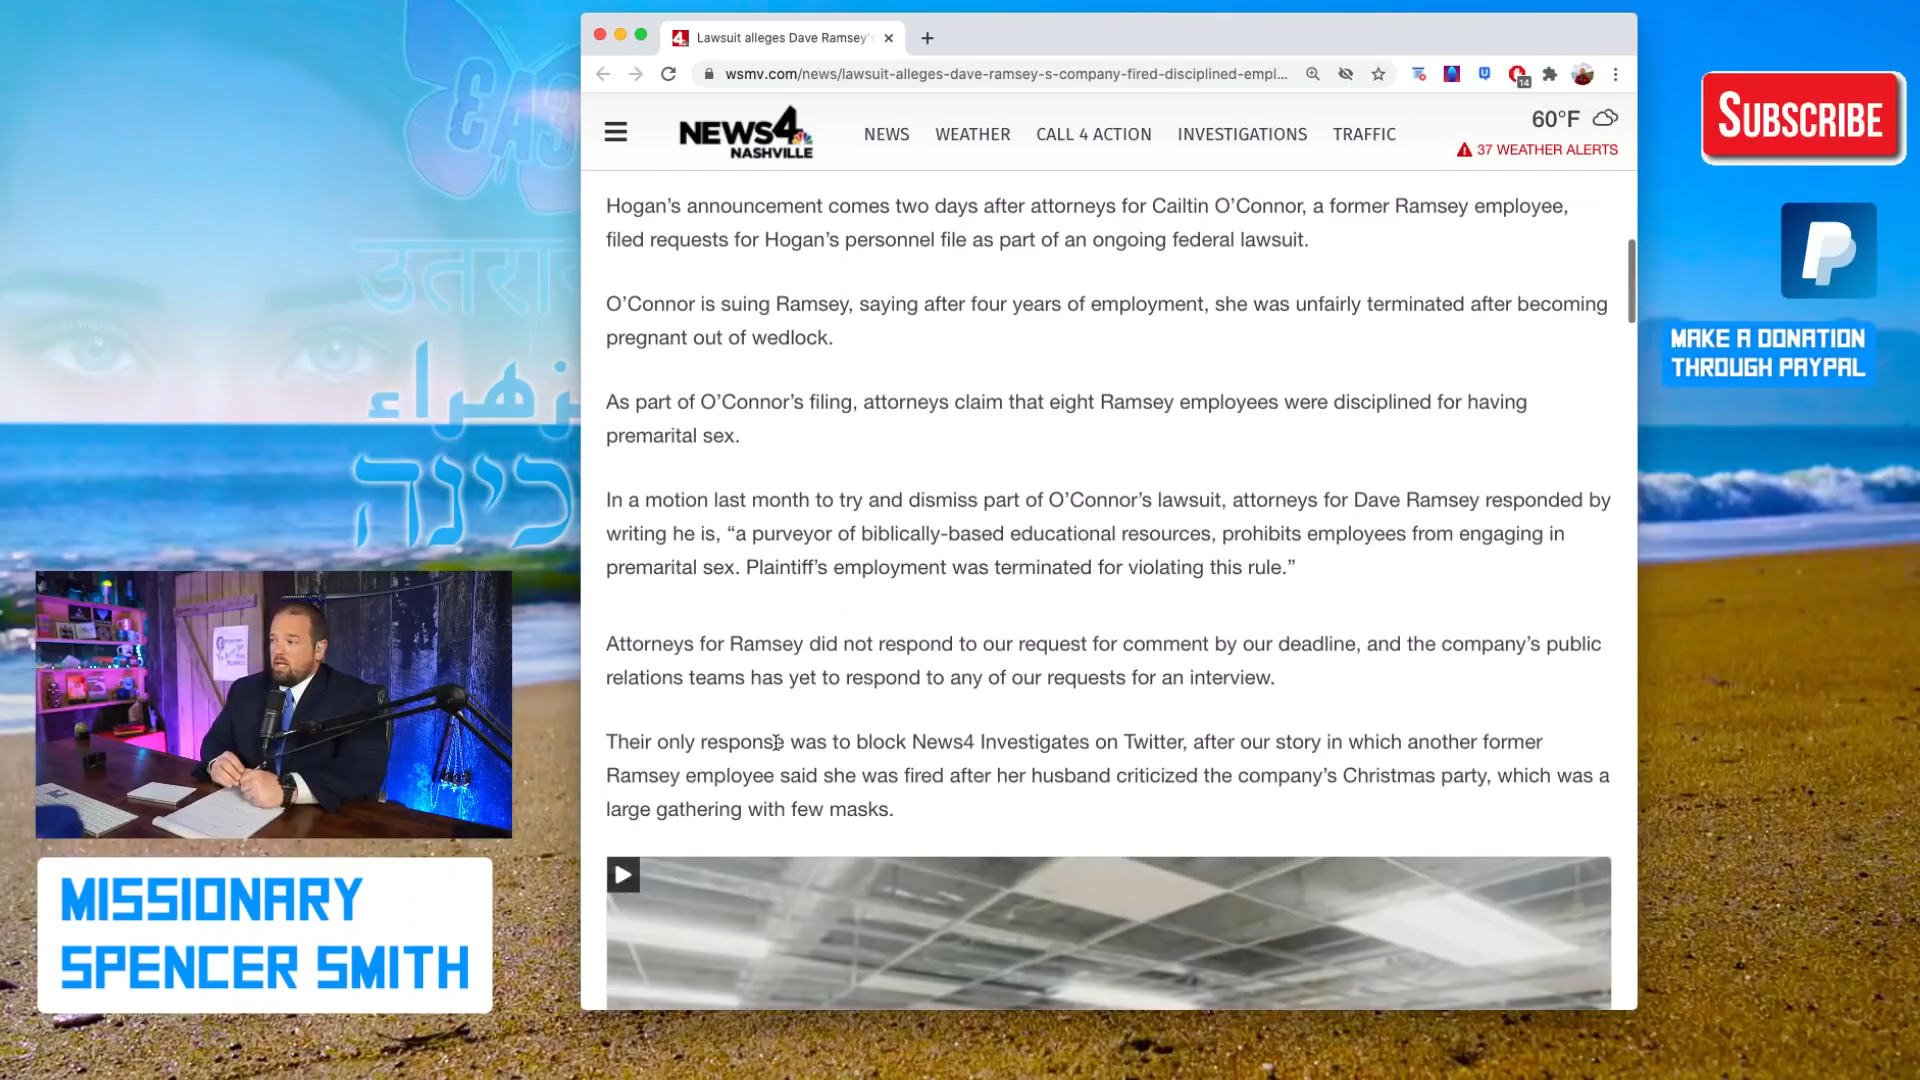 Lawsuit alleges Dave Ramsey's
wsmv.com/news/lawsuit-alleges-dave-ramsey-s-company-fired-disciplined-empl...
14
NEWS4
NASHVILLE
NEWS
WEATHER
CALL 4 ACTION
INVESTIGATIONS
TRAFFIC
60°F
37 WEATHER ALERTS
Hogan’s announcement comes two days after attorneys for Cailtin O’Connor, a former Ramsey employee,
filed requests for Hogan’s personnel file as part of an ongoing federal lawsuit.
O’Connor is suing Ramsey, saying after four years of employment, she was unfairly terminated after becoming
pregnant out of wedlock.
As part of O’Connor’s filing, attorneys claim that eight Ramsey employees were disciplined for having
premarital sex.
In a motion last month to try and dismiss part of O’Connor’s lawsuit, attorneys for Dave Ramsey responded by
writing he is, “a purveyor of biblically-based educational resources, prohibits employees from engaging in
premarital sex. Plaintiff’s employment was terminated for violating this rule.”
Attorneys for Ramsey did not respond to our request for comment by our deadline, and the company’s public
relations teams has yet to respond to any of our requests for an interview.
Their only response was to block News4 Investigates on Twitter, after our story in which another former
Ramsey employee said she was fired after her husband criticized the company’s Christmas party, which was a
large gathering with few masks.
SUBSCRIBE
MAKE A DONATION
THROUGH PAYPAL
उतरा
زهراء
כינה
MISSIONARY
SPENCER SMITH